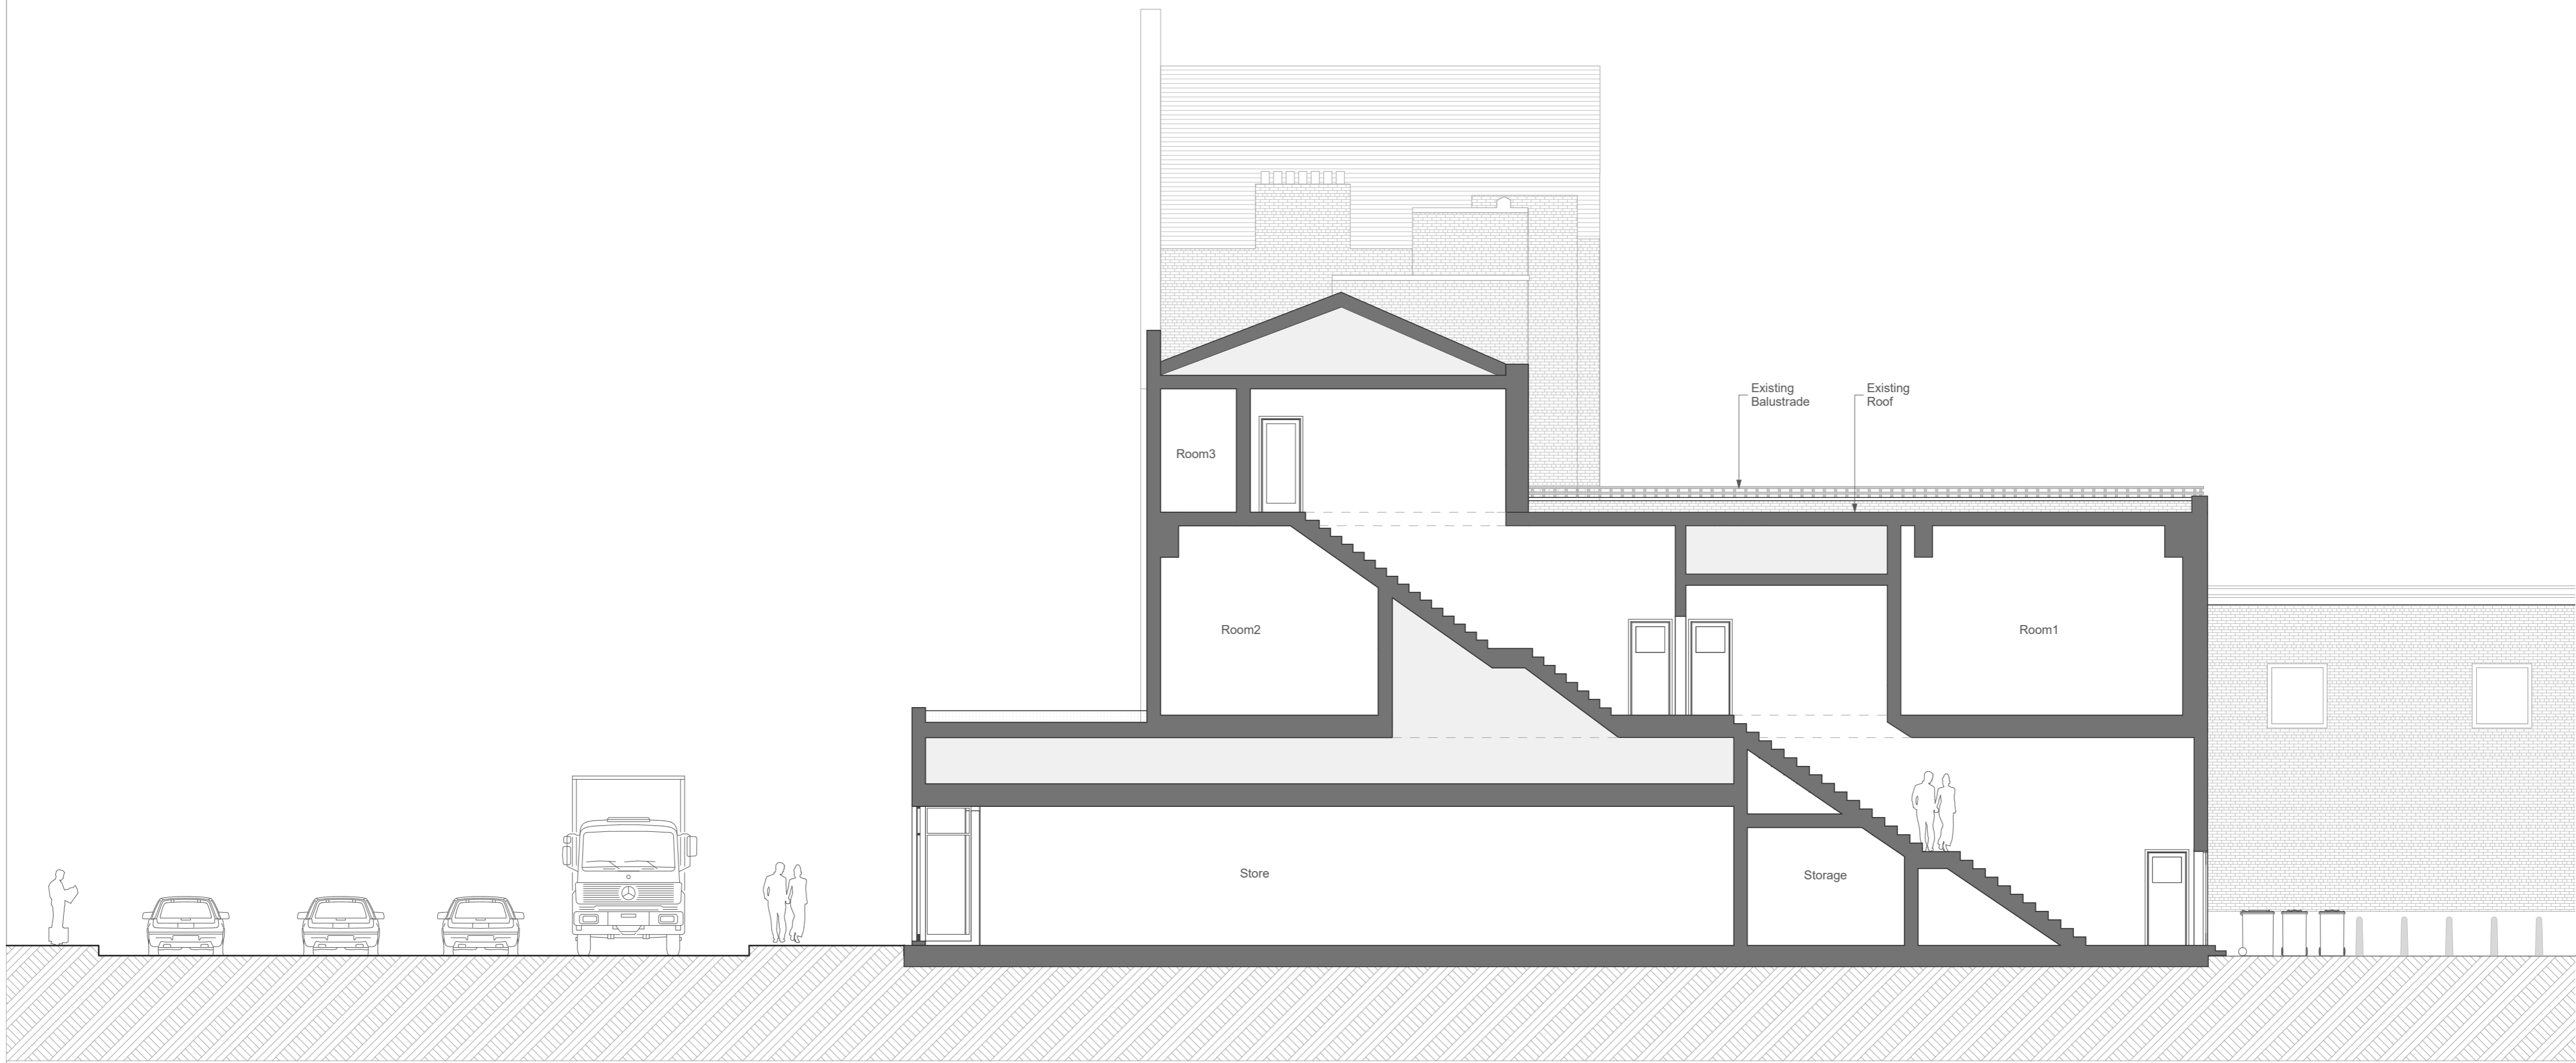 Existing
Balustrade
Existing
Roof
Room3
Room2
Room1
Store
Storage